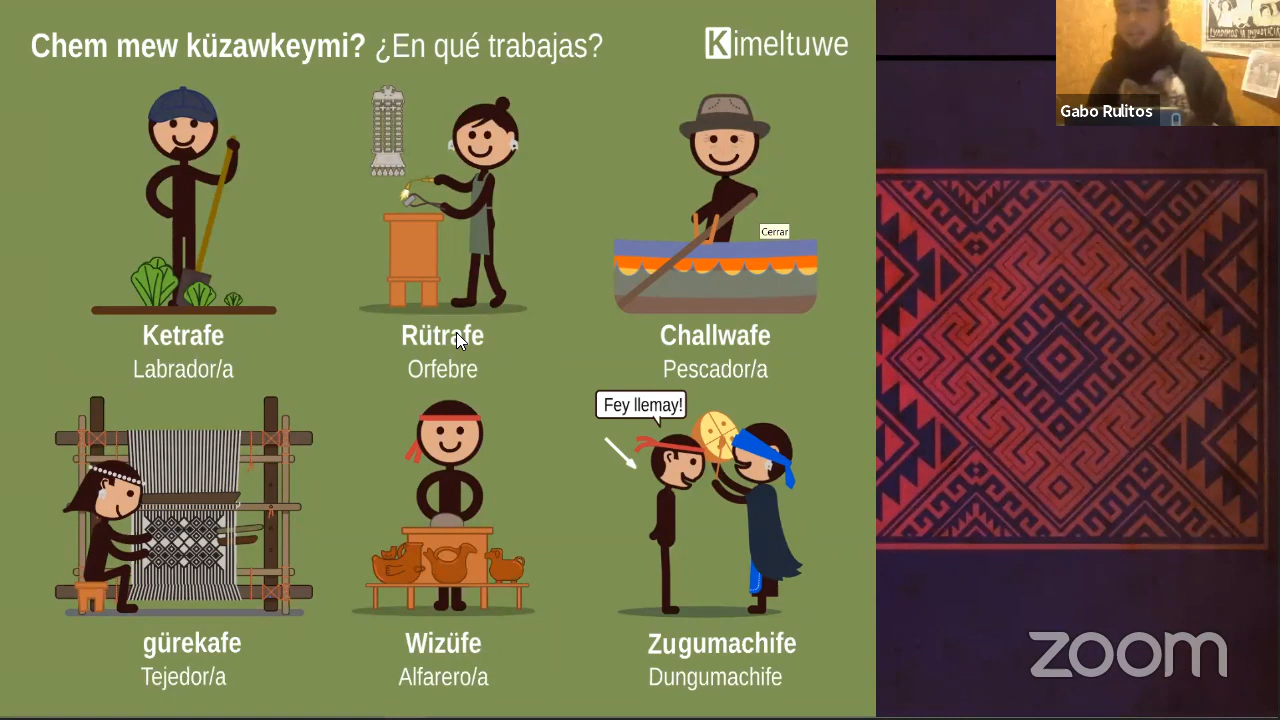 Chem mew küzawkeymi? ¿En qué trabajas?
Kimeltuwe
Gabo Rulitos
Cerrar
Ketrafe
Labrador/a
Rütrafe
Orfebre
Challwafe
Pescador/a
Fey llemay!
gürekafe
Tejedor/a
Wizüfe
Alfarero/a
Zugumachife
Dungumachife
zoom